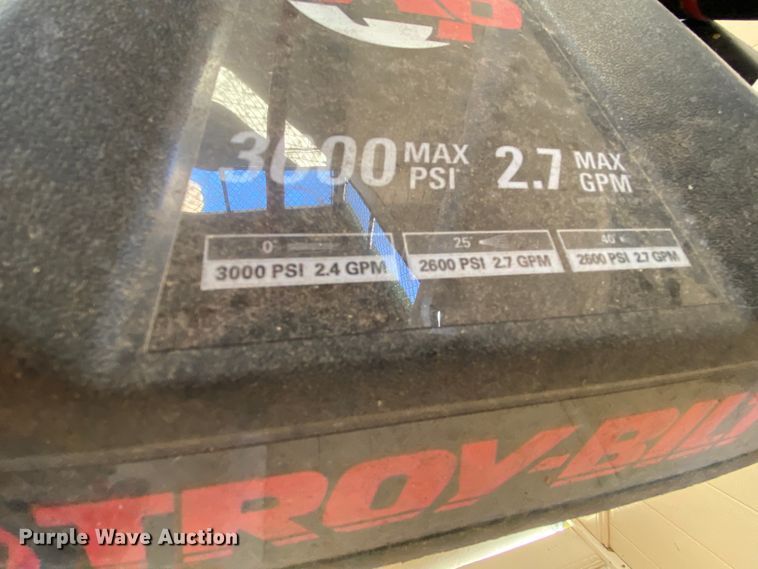 XP
3000 MAX PSI 2.7 MAX GPM
0° 25° 40°
3000 PSI 2.4 GPM 2600 PSI 2.7 GPM 2600 PSI 2.7 GPM
TROY-BILT
Purple Wave Auction